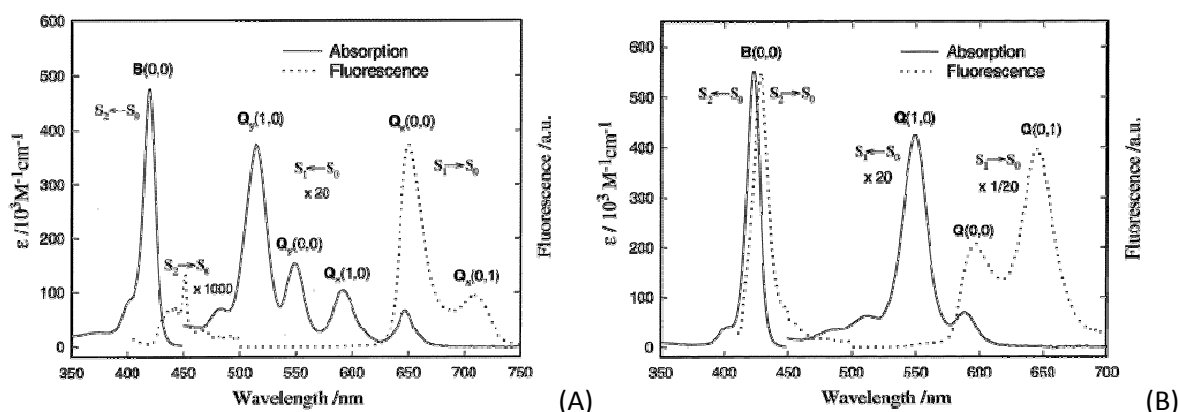 600
500
400
300
200
100
0
ε /10³M⁻¹cm⁻¹
Absorption
Fluorescence
B(0,0)
S₂←S₀
Qy(1,0)
Qx(0,0)
S₁←S₀
x 20
S₁→S₀
Qy(0,0)
S₂→S₀
x 1000
Qx(1,0)
Qx(0,1)
350 400 450 500 550 600 650 700 750
Wavelength /nm
Fluorescence /a.u.
(A)
600
500
400
300
200
100
0
ε / 10³M⁻¹cm⁻¹
Absorption
Fluorescence
B(0,0)
S₂←S₀ S₂→S₀
Q(1,0)
Q(0,1)
S₁←S₀
x 20
S₁→S₀
x 1/20
Q(0,0)
350 400 450 500 550 600 650 700
Wavelength /nm
Fluorescence /a.u.
(B)